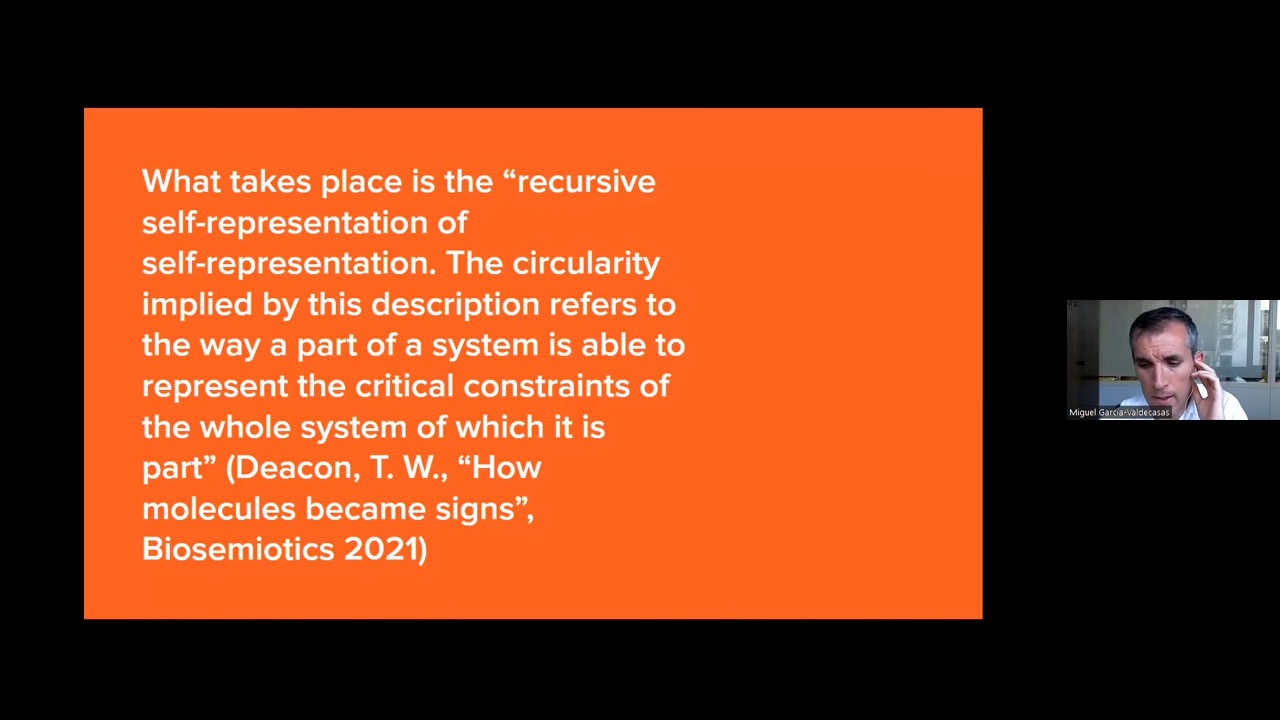 What takes place is the “recursive
self-representation of
self-representation. The circularity
implied by this description refers to
the way a part of a system is able to
represent the critical constraints of
the whole system of which it is
part” (Deacon, T. W., “How
molecules became signs”,
Biosemiotics 2021)
Miguel García-Valdecasas